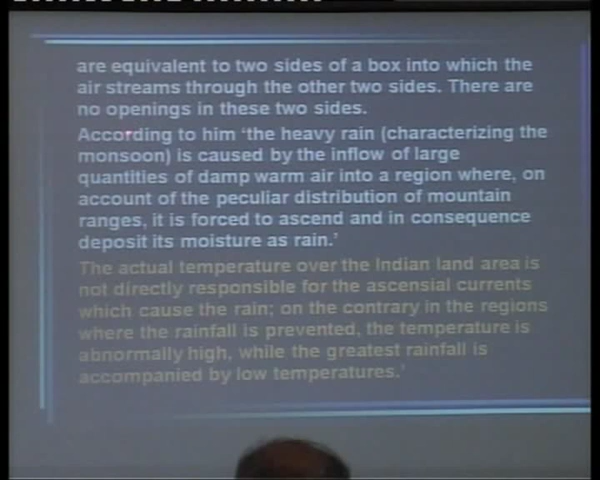 are equivalent to two sides of a box into which the
air streams through the other two sides. There are
no openings in these two sides.
According to him ‘the heavy rain (characterizing the
monsoon) is caused by the inflow of large
quantities of damp warm air into a region where, on
account of the peculiar distribution of mountain
ranges, it is forced to ascend and in consequence
deposit its moisture as rain.’
The actual temperature over the Indian land area is
not directly responsible for the ascensial currents
which cause the rain; on the contrary in the regions
where the rainfall is prevented, the temperature is
abnormally high, while the greatest rainfall is
accompanied by low temperatures.’